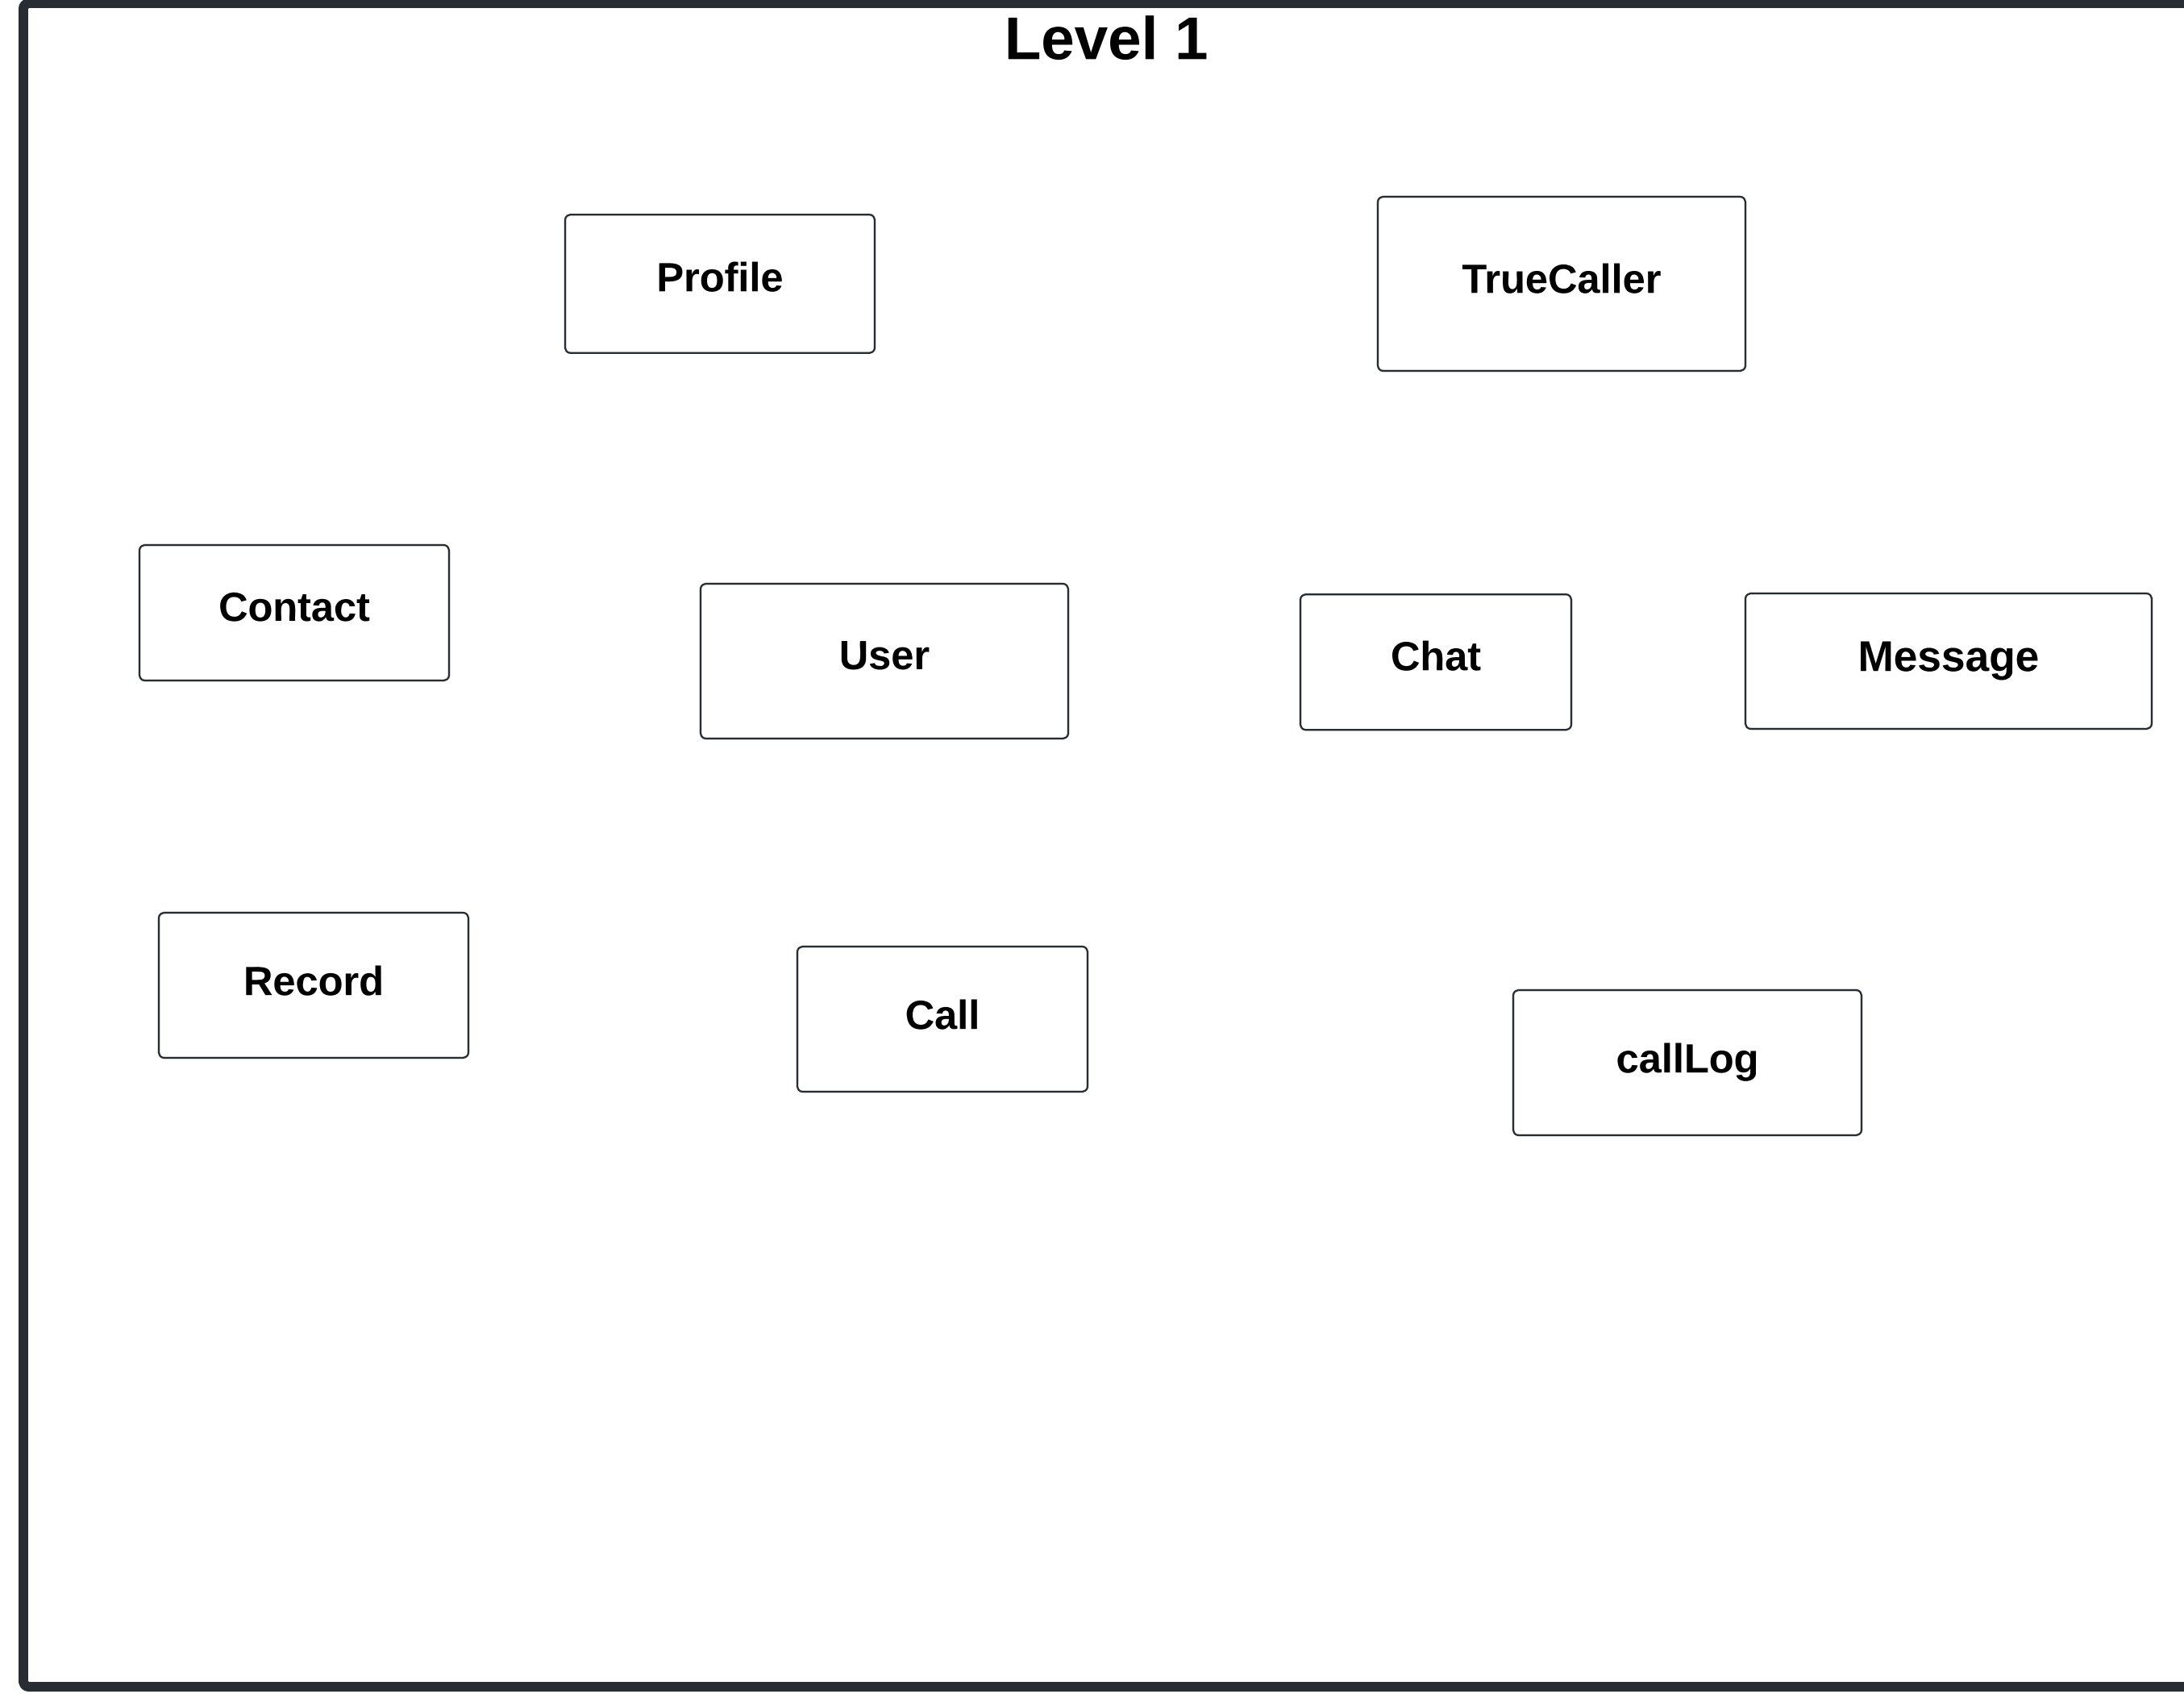 Level 1
Profile
TrueCaller
Contact
User
Chat
Message
Record
Call
callLog